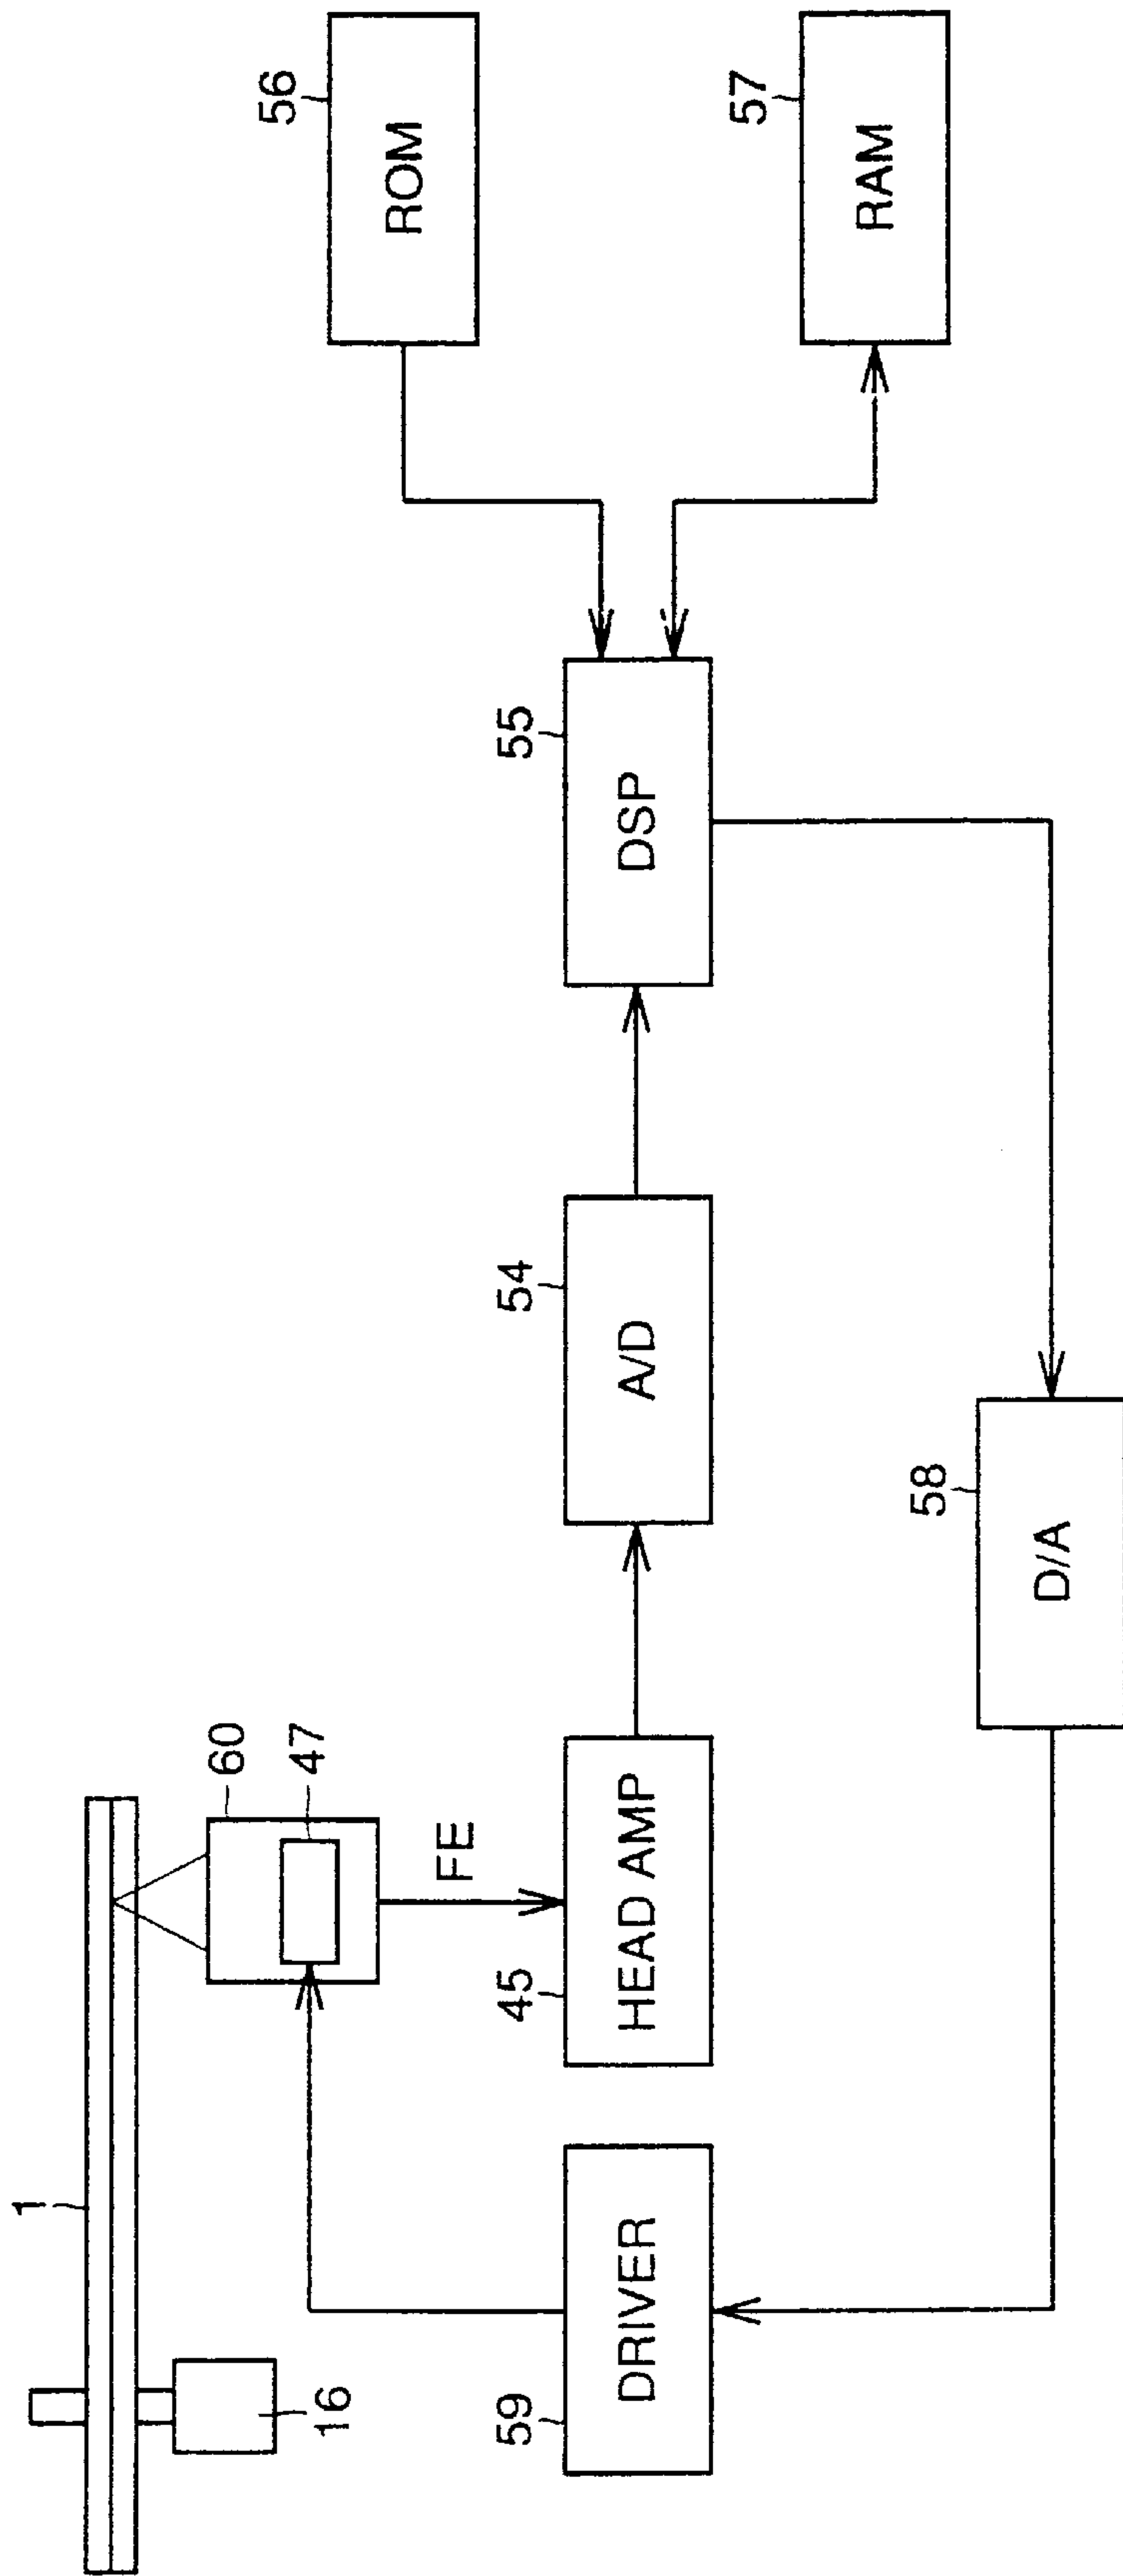 1
16
60
47
FE
59
DRIVER
45
HEAD AMP
54
A/D
55
DSP
56
ROM
57
RAM
58
D/A